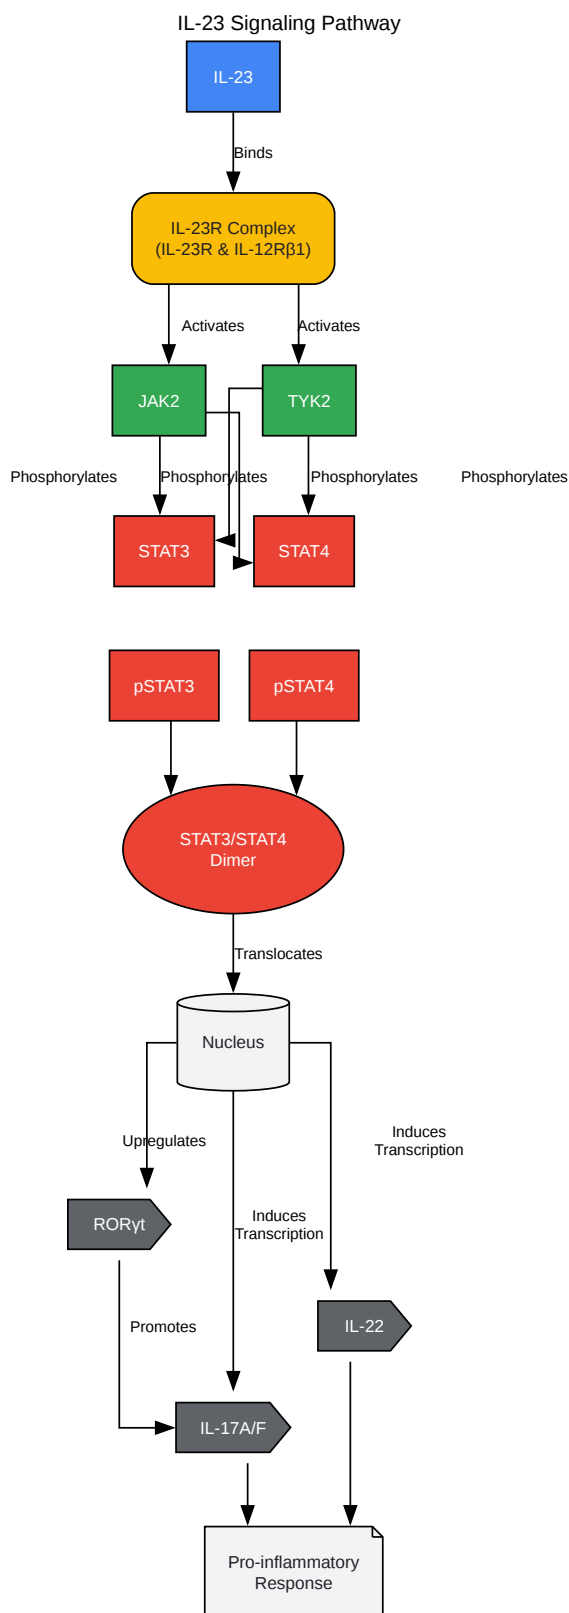 IL-23 Signaling Pathway
IL-23
Binds
IL-23R Complex
(IL-23R & IL-12Rβ1)
Activates
Activates
JAK2
TYK2
Phosphorylates
Phosphorylates
Phosphorylates
Phosphorylates
STAT3
STAT4
pSTAT3
pSTAT4
STAT3/STAT4
Dimer
Translocates
Nucleus
Upregulates
Induces
Transcription
RORγt
Induces
Transcription
Promotes
IL-22
IL-17A/F
Pro-inflammatory
Response